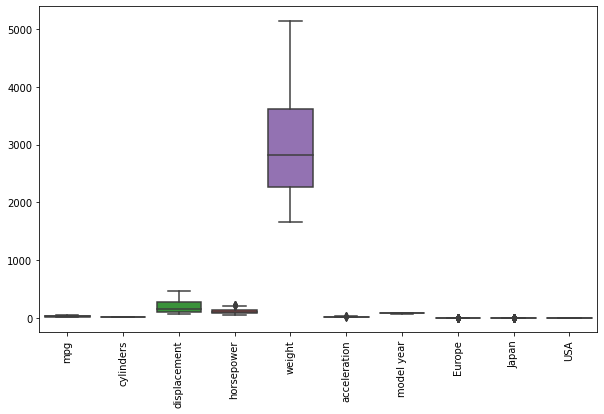 5000
4000
3000
2000
1000
0
mpg
cylinders
displacement
horsepower
weight
acceleration
model year
Europe
Japan
USA